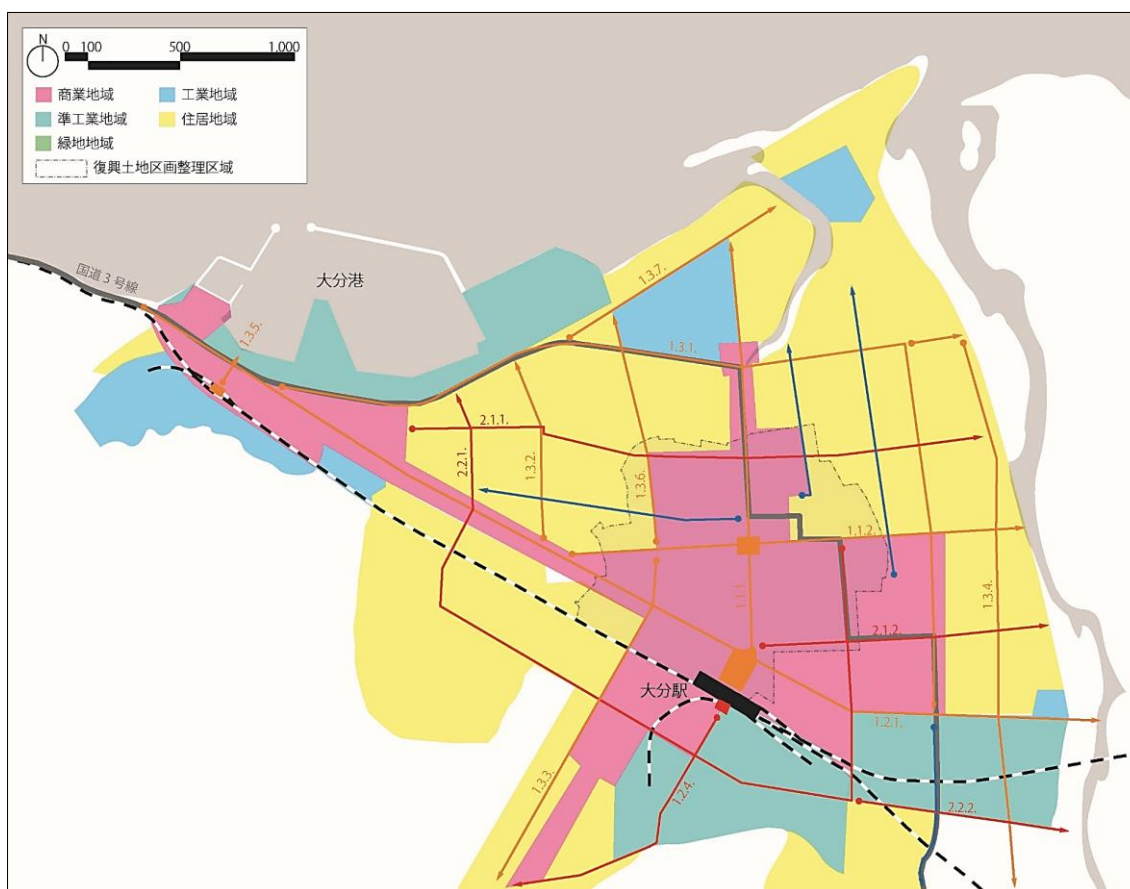 N
0 100 500 1,000
商業地域
工業地域
準工業地域
住居地域
緑地地域
復興土地区画整理区域
国道3号線
大分港
1.3.5.
1.3.7.
1.3.1.
2.1.1.
2.2.1.
1.3.2.
1.3.6.
1.1.2.
1.1.1.
1.3.4.
2.1.2.
大分駅
1.2.1.
1.3.3.
1.2.4.
2.2.2.